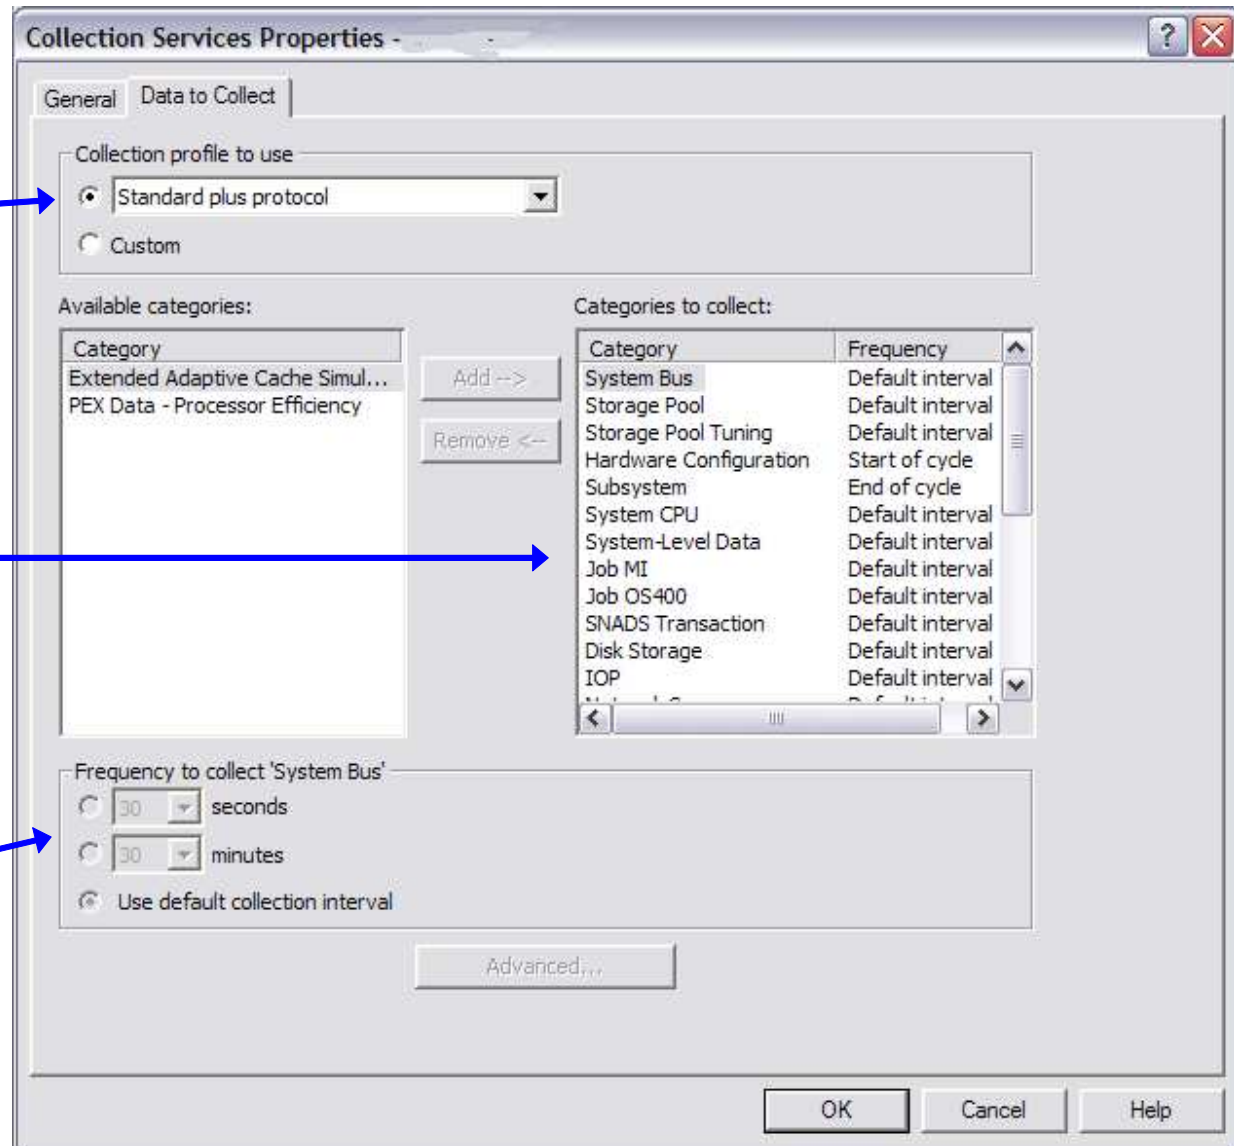 Collection Services Properties -
General Data to Collect
Collection profile to use
Standard plus protocol
Custom
Available categories: Categories to collect:
Category Category Frequency
Extended Adaptive Cache Simul... Add --> System Bus Default interval
PEX Data - Processor Efficiency Storage Pool Default interval
Remove <-- Storage Pool Tuning Default interval
Hardware Configuration Start of cycle
Subsystem End of cycle
System CPU Default interval
System-Level Data Default interval
Job MI Default interval
Job OS400 Default interval
SNADS Transaction Default interval
Disk Storage Default interval
IOP Default interval
Frequency to collect 'System Bus'
30 seconds
30 minutes
Use default collection interval
Advanced...
OK Cancel Help